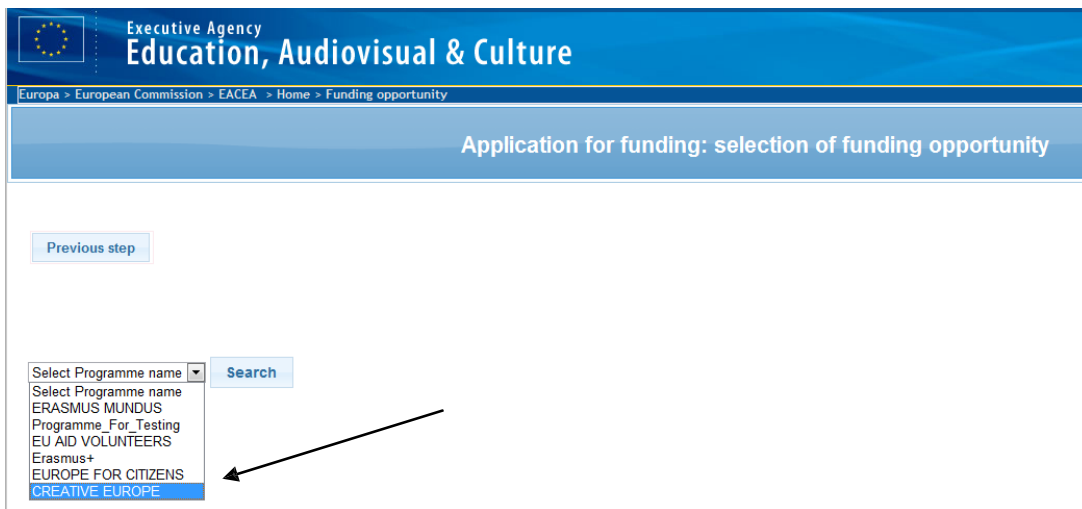 Executive Agency
Education, Audiovisual & Culture
Europa > European Commission > EACEA > Home > Funding opportunity
Application for funding: selection of funding opportunity
Previous step
Select Programme name Search
Select Programme name
ERASMUS MUNDUS
Programme_For_Testing
EU AID VOLUNTEERS
Erasmus+
EUROPE FOR CITIZENS
CREATIVE EUROPE